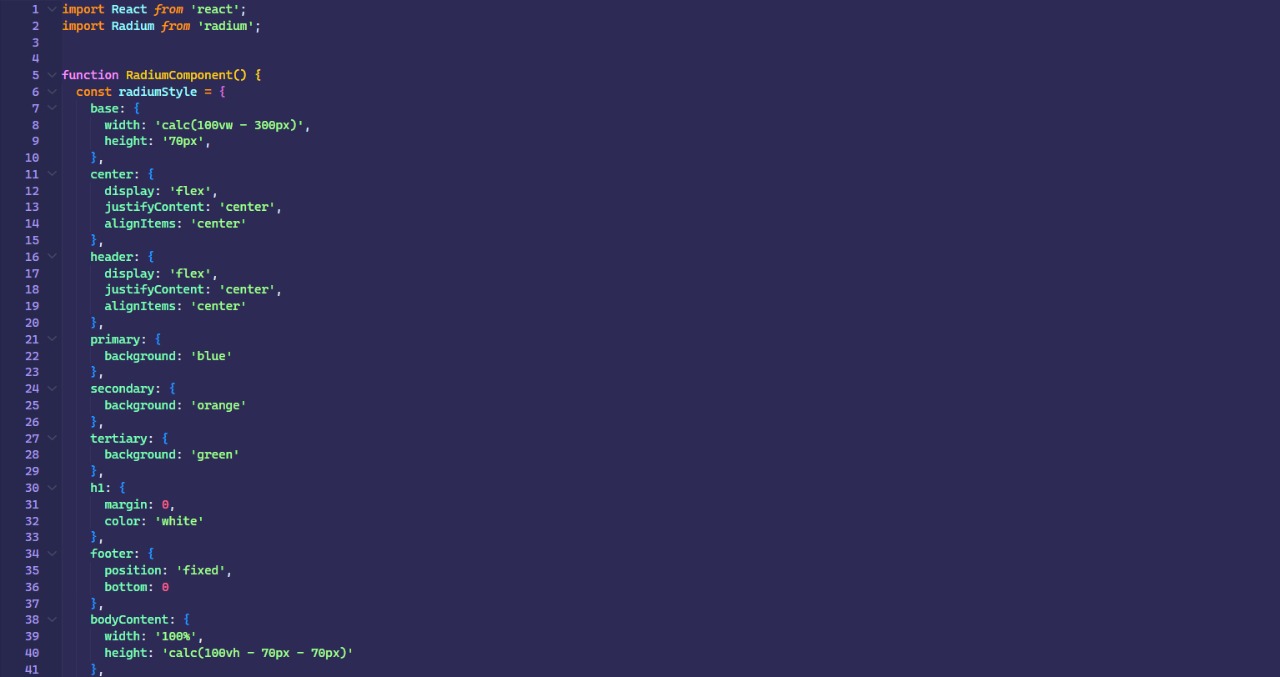 1 import React from 'react';
2 import Radium from 'radium';
3
4
5 function RadiumComponent() {
6   const radiumStyle = {
7     base: {
8       width: 'calc(100vw - 300px)',
9       height: '70px',
10     },
11     center: {
12       display: 'flex',
13       justifyContent: 'center',
14       alignItems: 'center'
15     },
16     header: {
17       display: 'flex',
18       justifyContent: 'center',
19       alignItems: 'center'
20     },
21     primary: {
22       background: 'blue'
23     },
24     secondary: {
25       background: 'orange'
26     },
27     tertiary: {
28       background: 'green'
29     },
30     h1: {
31       margin: 0,
32       color: 'white'
33     },
34     footer: {
35       position: 'fixed',
36       bottom: 0
37     },
38     bodyContent: {
39       width: '100%',
40       height: 'calc(100vh - 70px - 70px)'
41     },